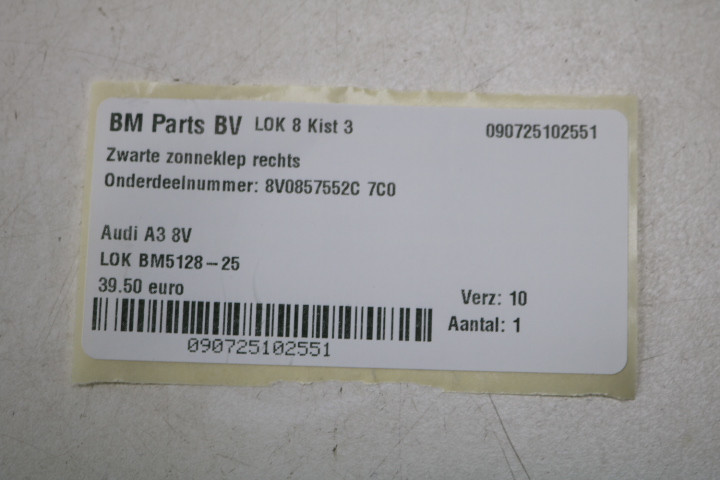 BM Parts BV LOK 8 Kist 3 090725102551
Zwarte zonneklep rechts
Onderdeelnummer: 8V0857552C 7C0
Audi A3 8V
LOK BM5128-25
39.50 euro
Verz: 10
Aantal: 1
090725102551